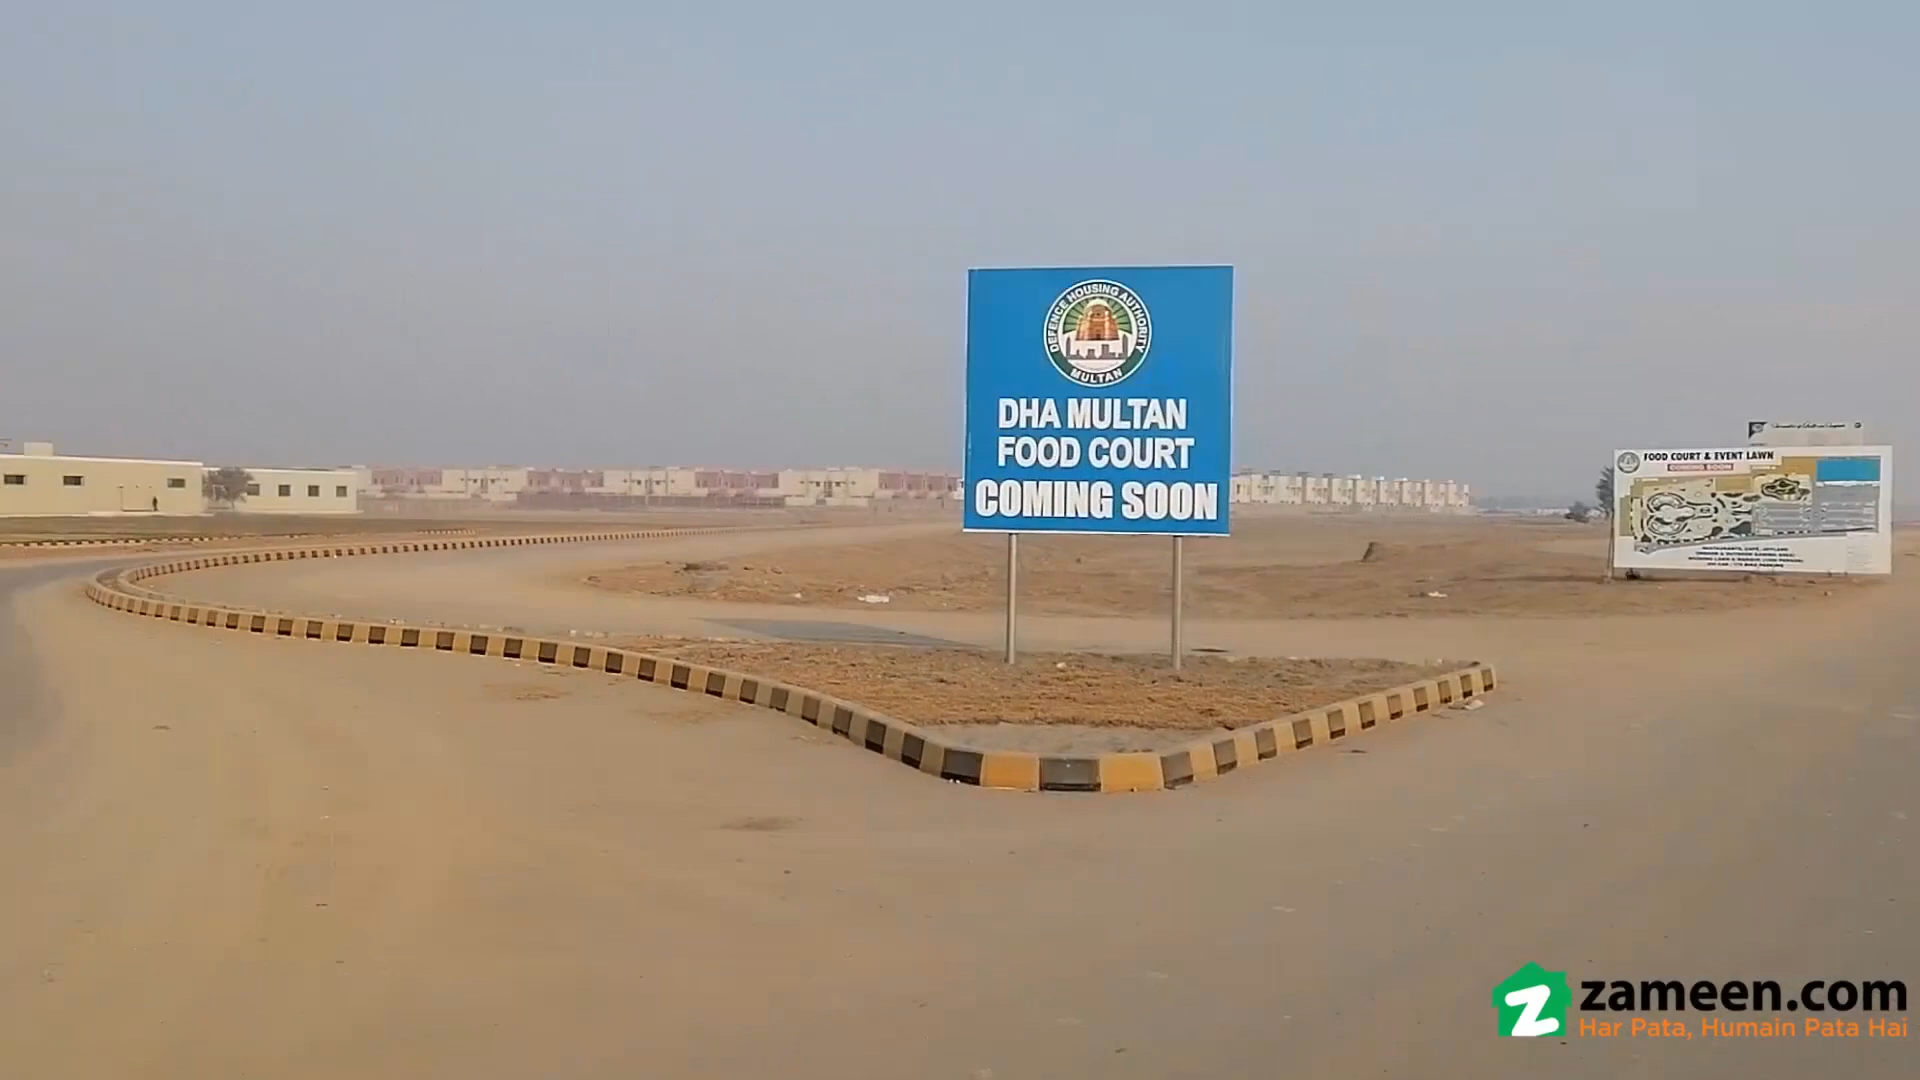 DEFENCE HOUSING AUTHORITY
MULTAN
DHA MULTAN
FOOD COURT
COMING SOON
FOOD COURT & EVENT LAWN
COMING SOON
zameen.com
Har Pata, Humain Pata Hai